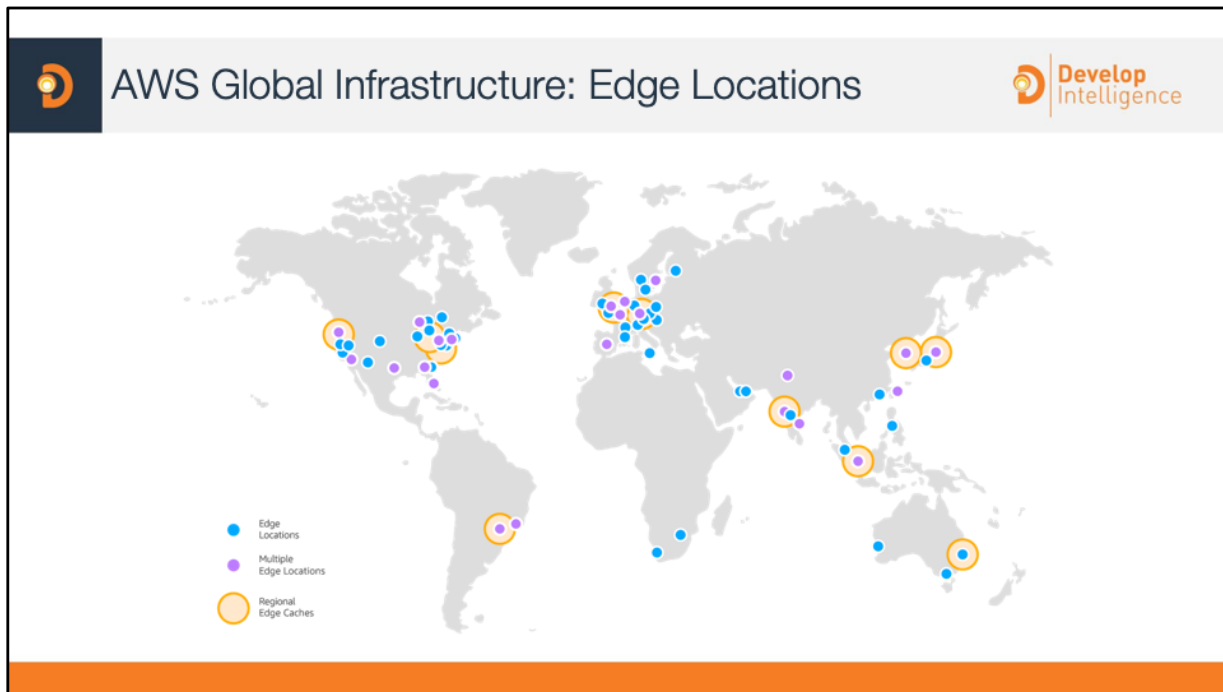 AWS Global Infrastructure: Edge Locations
Develop
Intelligence
Edge
Locations
Multiple
Edge Locations
Regional
Edge Caches